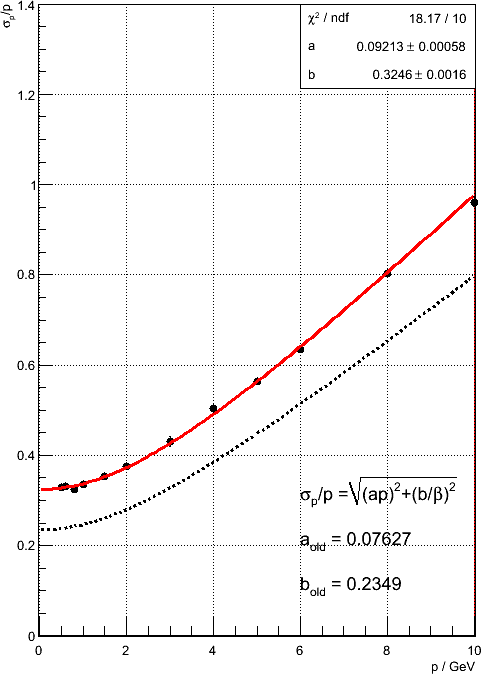 σp/p
1.4
1.2
1
0.8
0.6
0.4
0.2
0
χ² / ndf 18.17 / 10
a 0.09213 ± 0.00058
b 0.3246 ± 0.0016
σp/p =√(ap)²+(b/β)²
aold = 0.07627
bold = 0.2349
0 2 4 6 8 10
p / GeV